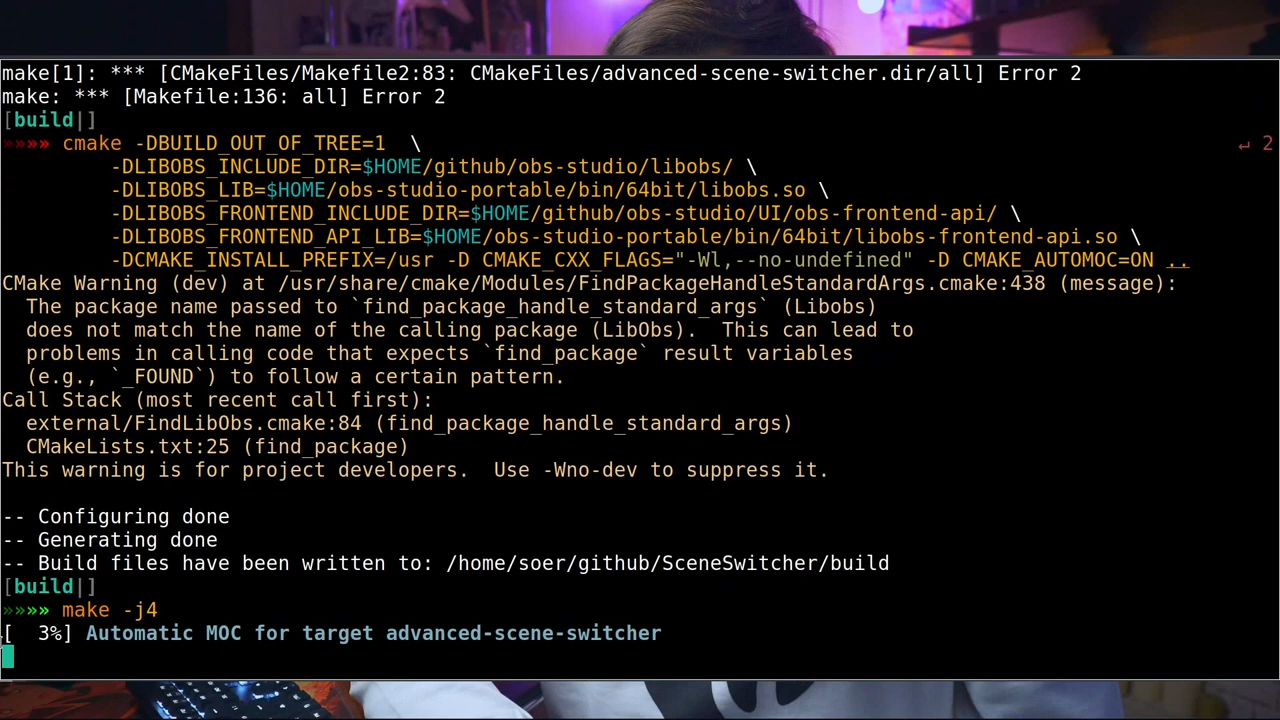 make[1]: *** [CMakeFiles/Makefile2:83: CMakeFiles/advanced-scene-switcher.dir/all] Error 2
make: *** [Makefile:136: all] Error 2
[build|]
»»»» cmake -DBUILD_OUT_OF_TREE=1  \ ↵ 2
         -DLIBOBS_INCLUDE_DIR=$HOME/github/obs-studio/libobs/ \
         -DLIBOBS_LIB=$HOME/obs-studio-portable/bin/64bit/libobs.so \
         -DLIBOBS_FRONTEND_INCLUDE_DIR=$HOME/github/obs-studio/UI/obs-frontend-api/ \
         -DLIBOBS_FRONTEND_API_LIB=$HOME/obs-studio-portable/bin/64bit/libobs-frontend-api.so \
         -DCMAKE_INSTALL_PREFIX=/usr -D CMAKE_CXX_FLAGS="-Wl,--no-undefined" -D CMAKE_AUTOMOC=ON ..
CMake Warning (dev) at /usr/share/cmake/Modules/FindPackageHandleStandardArgs.cmake:438 (message):
  The package name passed to `find_package_handle_standard_args` (Libobs)
  does not match the name of the calling package (LibObs).  This can lead to
  problems in calling code that expects `find_package` result variables
  (e.g., `_FOUND`) to follow a certain pattern.
Call Stack (most recent call first):
  external/FindLibObs.cmake:84 (find_package_handle_standard_args)
  CMakeLists.txt:25 (find_package)
This warning is for project developers.  Use -Wno-dev to suppress it.

-- Configuring done
-- Generating done
-- Build files have been written to: /home/soer/github/SceneSwitcher/build
[build|]
»»»» make -j4
[  3%] Automatic MOC for target advanced-scene-switcher